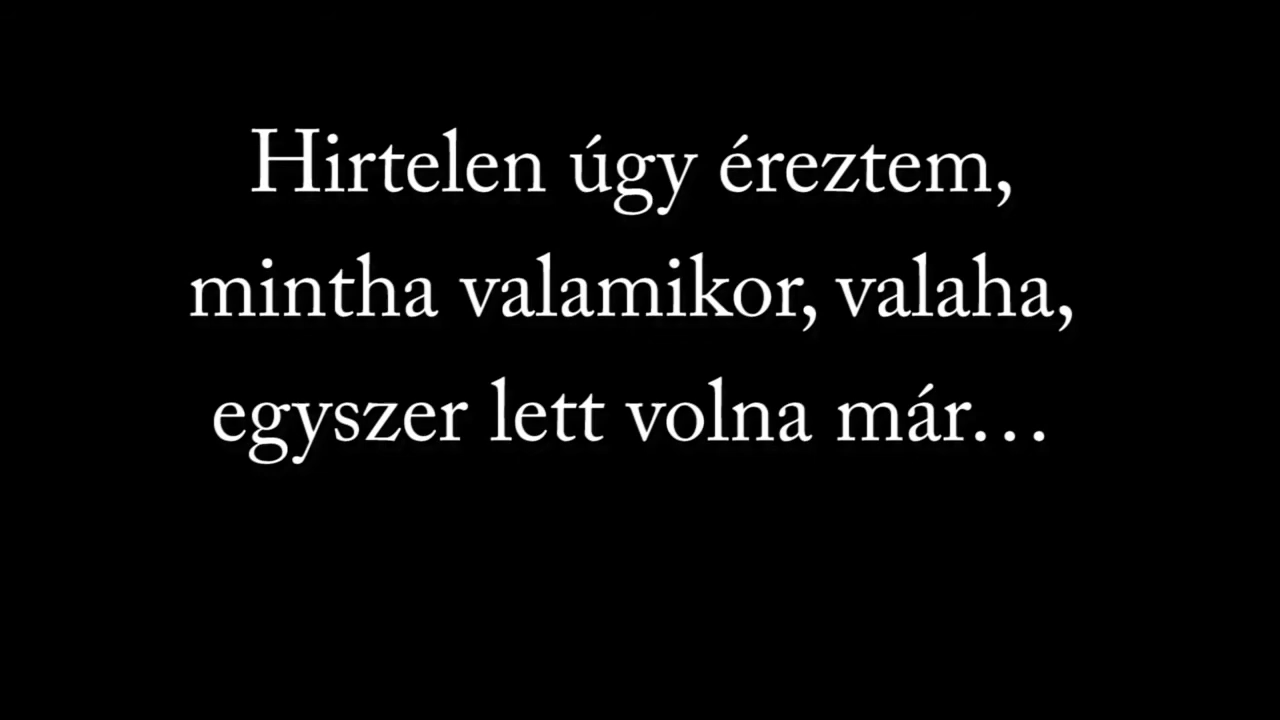 Hirtelen úgy éreztem,
mintha valamikor, valaha,
egyszer lett volna már…